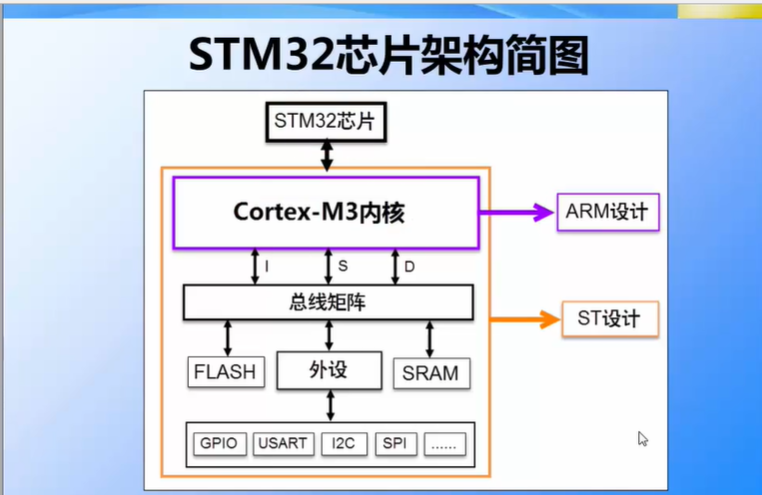 STM32芯片架构简图
STM32芯片
Cortex-M3内核
ARM设计
I S D
总线矩阵
ST设计
FLASH 外设 SRAM
GPIO USART I2C SPI ......